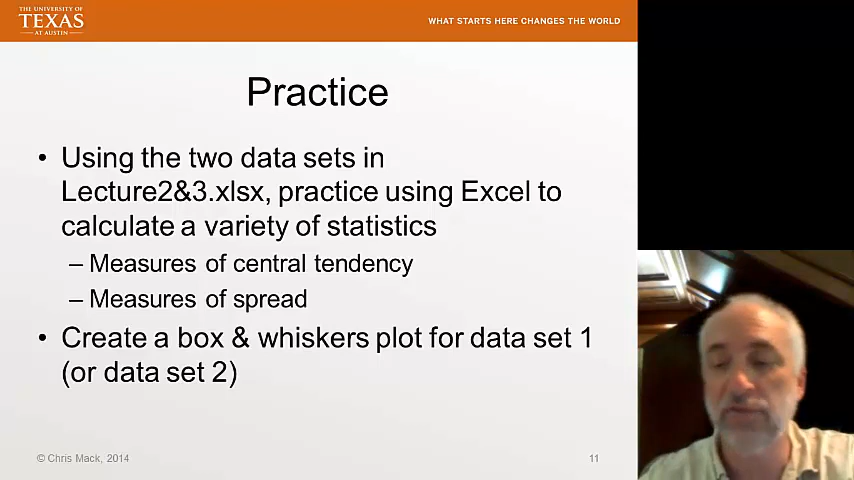 THE UNIVERSITY OF
TEXAS
AT AUSTIN
WHAT STARTS HERE CHANGES THE WORLD
Practice
• Using the two data sets in
Lecture2&3.xlsx, practice using Excel to
calculate a variety of statistics
– Measures of central tendency
– Measures of spread
• Create a box & whiskers plot for data set 1
(or data set 2)
© Chris Mack, 2014
11